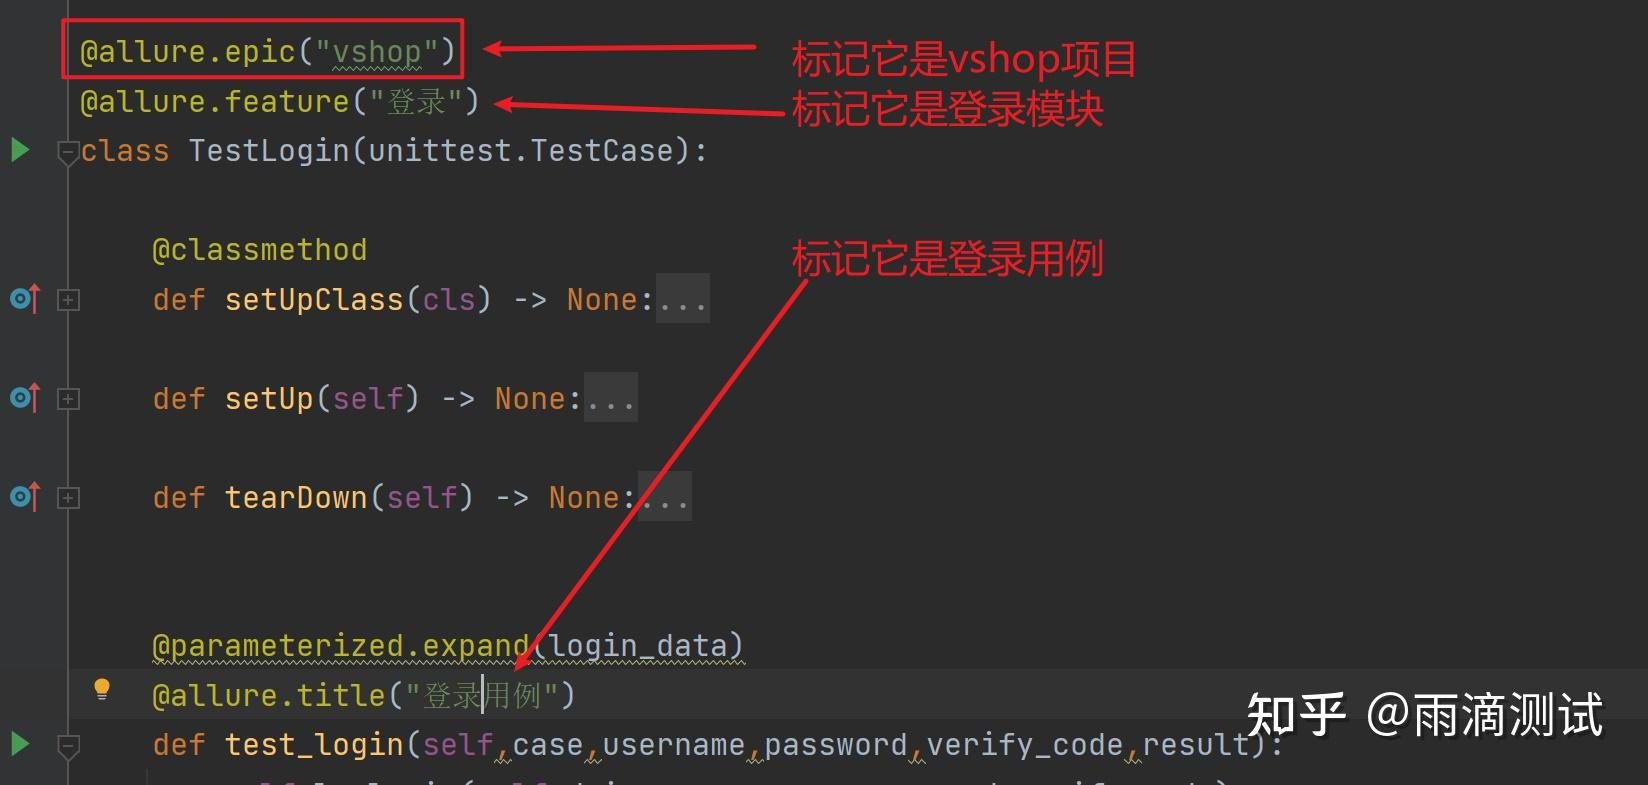 @allure.epic("vshop")
标记它是vshop项目
@allure.feature("登录")
标记它是登录模块
class TestLogin(unittest.TestCase):
@classmethod
标记它是登录用例
def setUpClass(cls) -> None:...
def setUp(self) -> None:...
def tearDown(self) -> None:...
@parameterized.expand(login_data)
@allure.title("登录用例")
知乎 @雨滴测试
def test_login(self,case,username,password,verify_code,result):